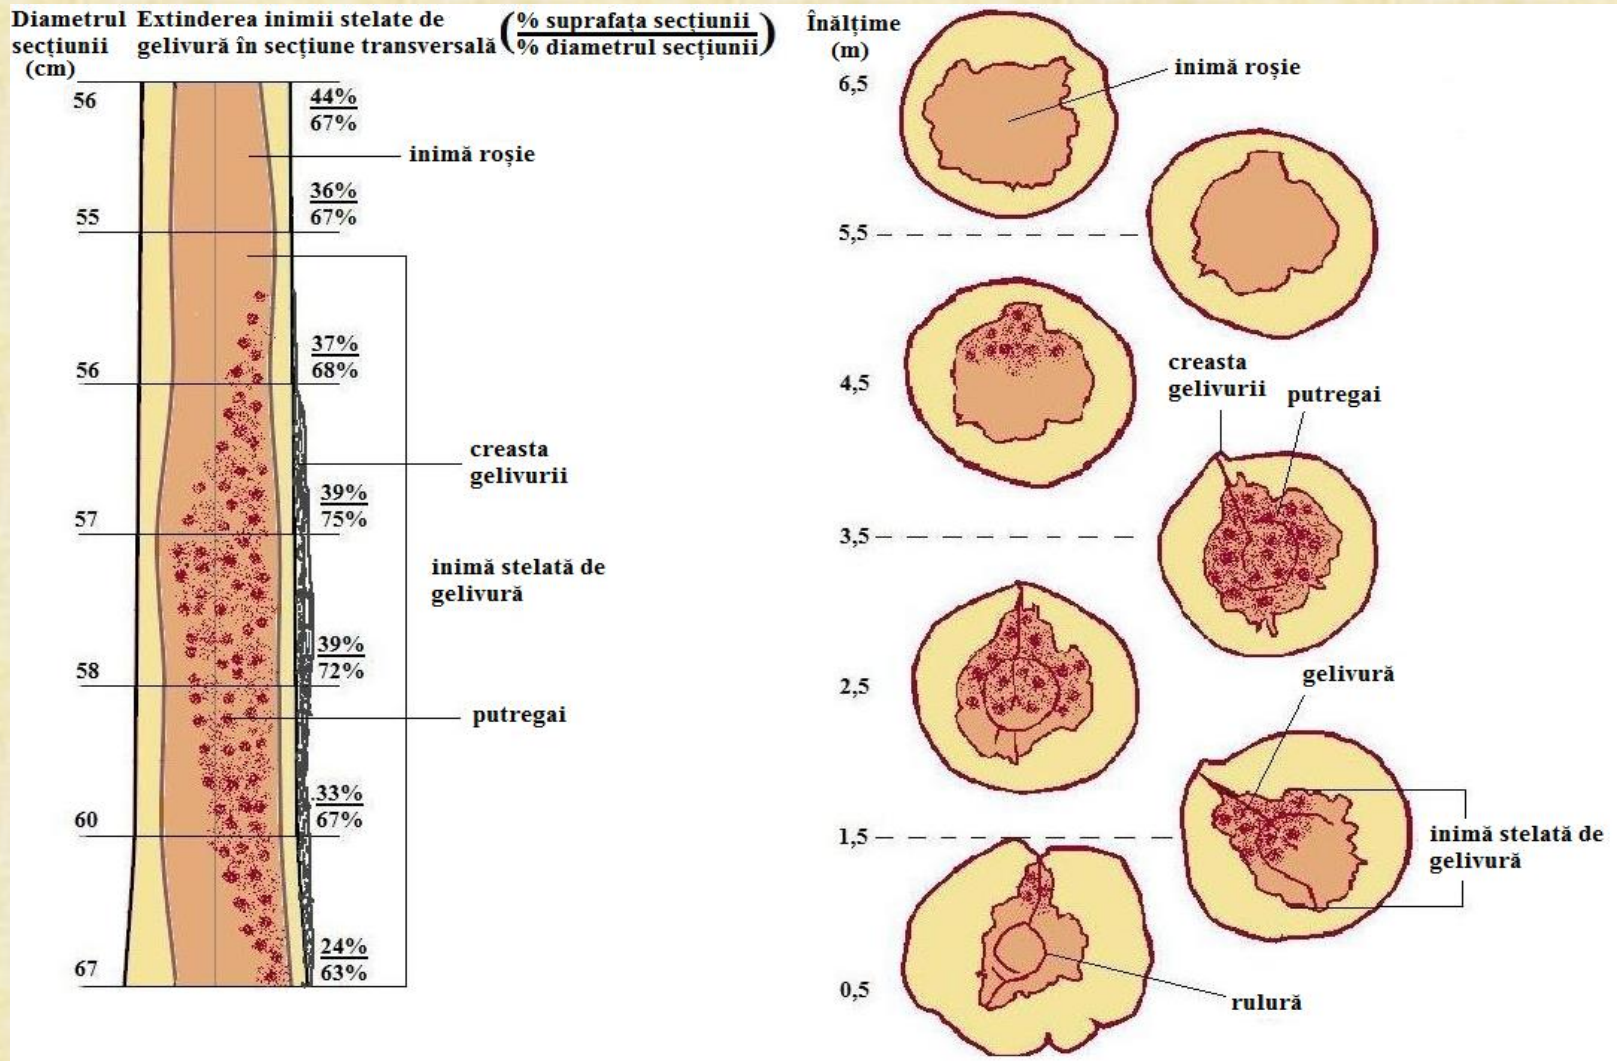 Diametrul
secțiunii
(cm)
Extinderea inimii stelate de
gelivură în secțiune transversală
(% suprafața secțiunii
% diametrul secțiunii)
56
44%
67%
inimă roșie
36%
67%
55
37%
68%
56
creasta
gelivurii
39%
75%
57
inimă stelată de
gelivură
39%
72%
58
putregai
.33%
67%
60
24%
63%
67
Înălțime
(m)
6,5
inimă roșie
5,5
4,5
creasta
gelivurii
putregai
3,5
2,5
gelivură
1,5
inimă stelată de
gelivură
0,5
rulură